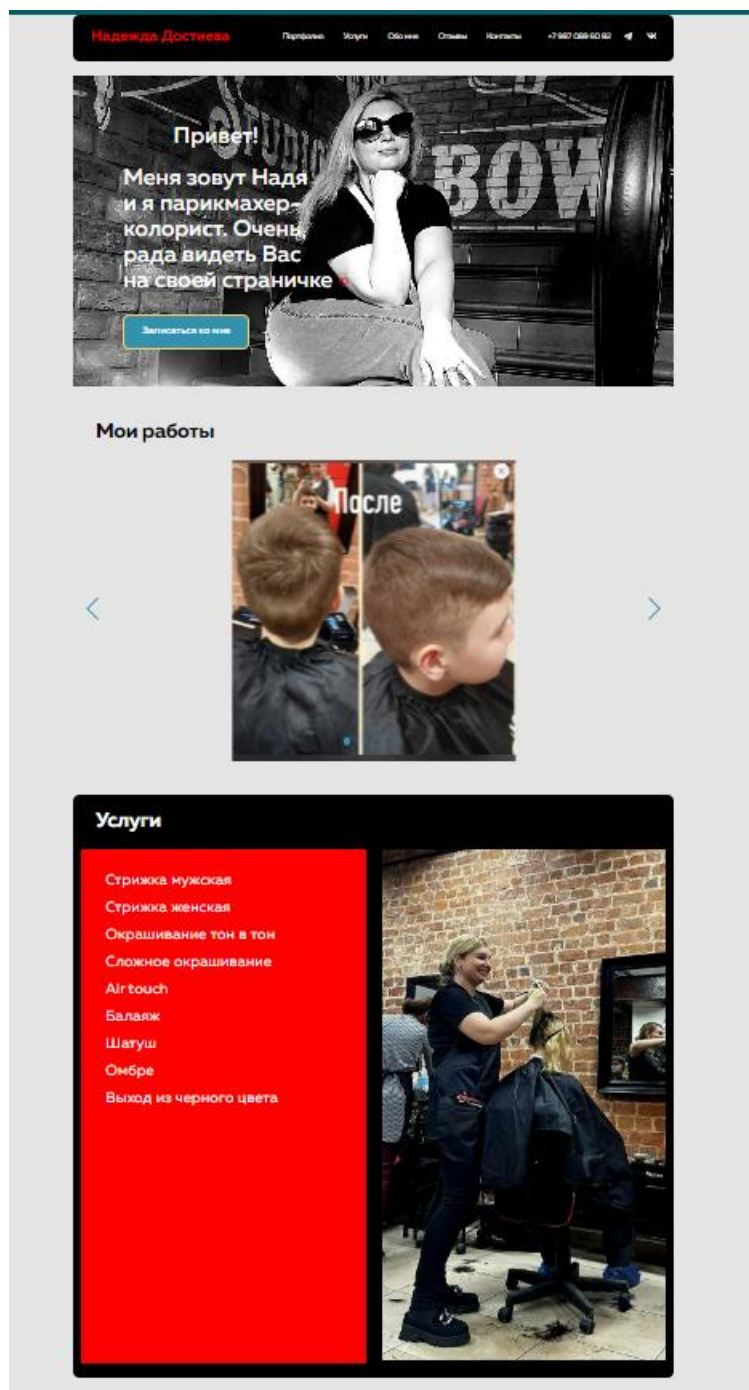 Надежда Достиева
Портфолио Услуги Обо мне Отзывы Контакты
STUDIO
BOW
Привет!
Меня зовут Надя
и я парикмахер-
колорист. Очень
рада видеть Вас
на своей страничке
Записаться ко мне
Мои работы
После
Услуги
Стрижка мужская
Стрижка женская
Окрашивание тон в тон
Сложное окрашивание
Air touch
Балаяж
Шатуш
Омбре
Выход из черного цвета